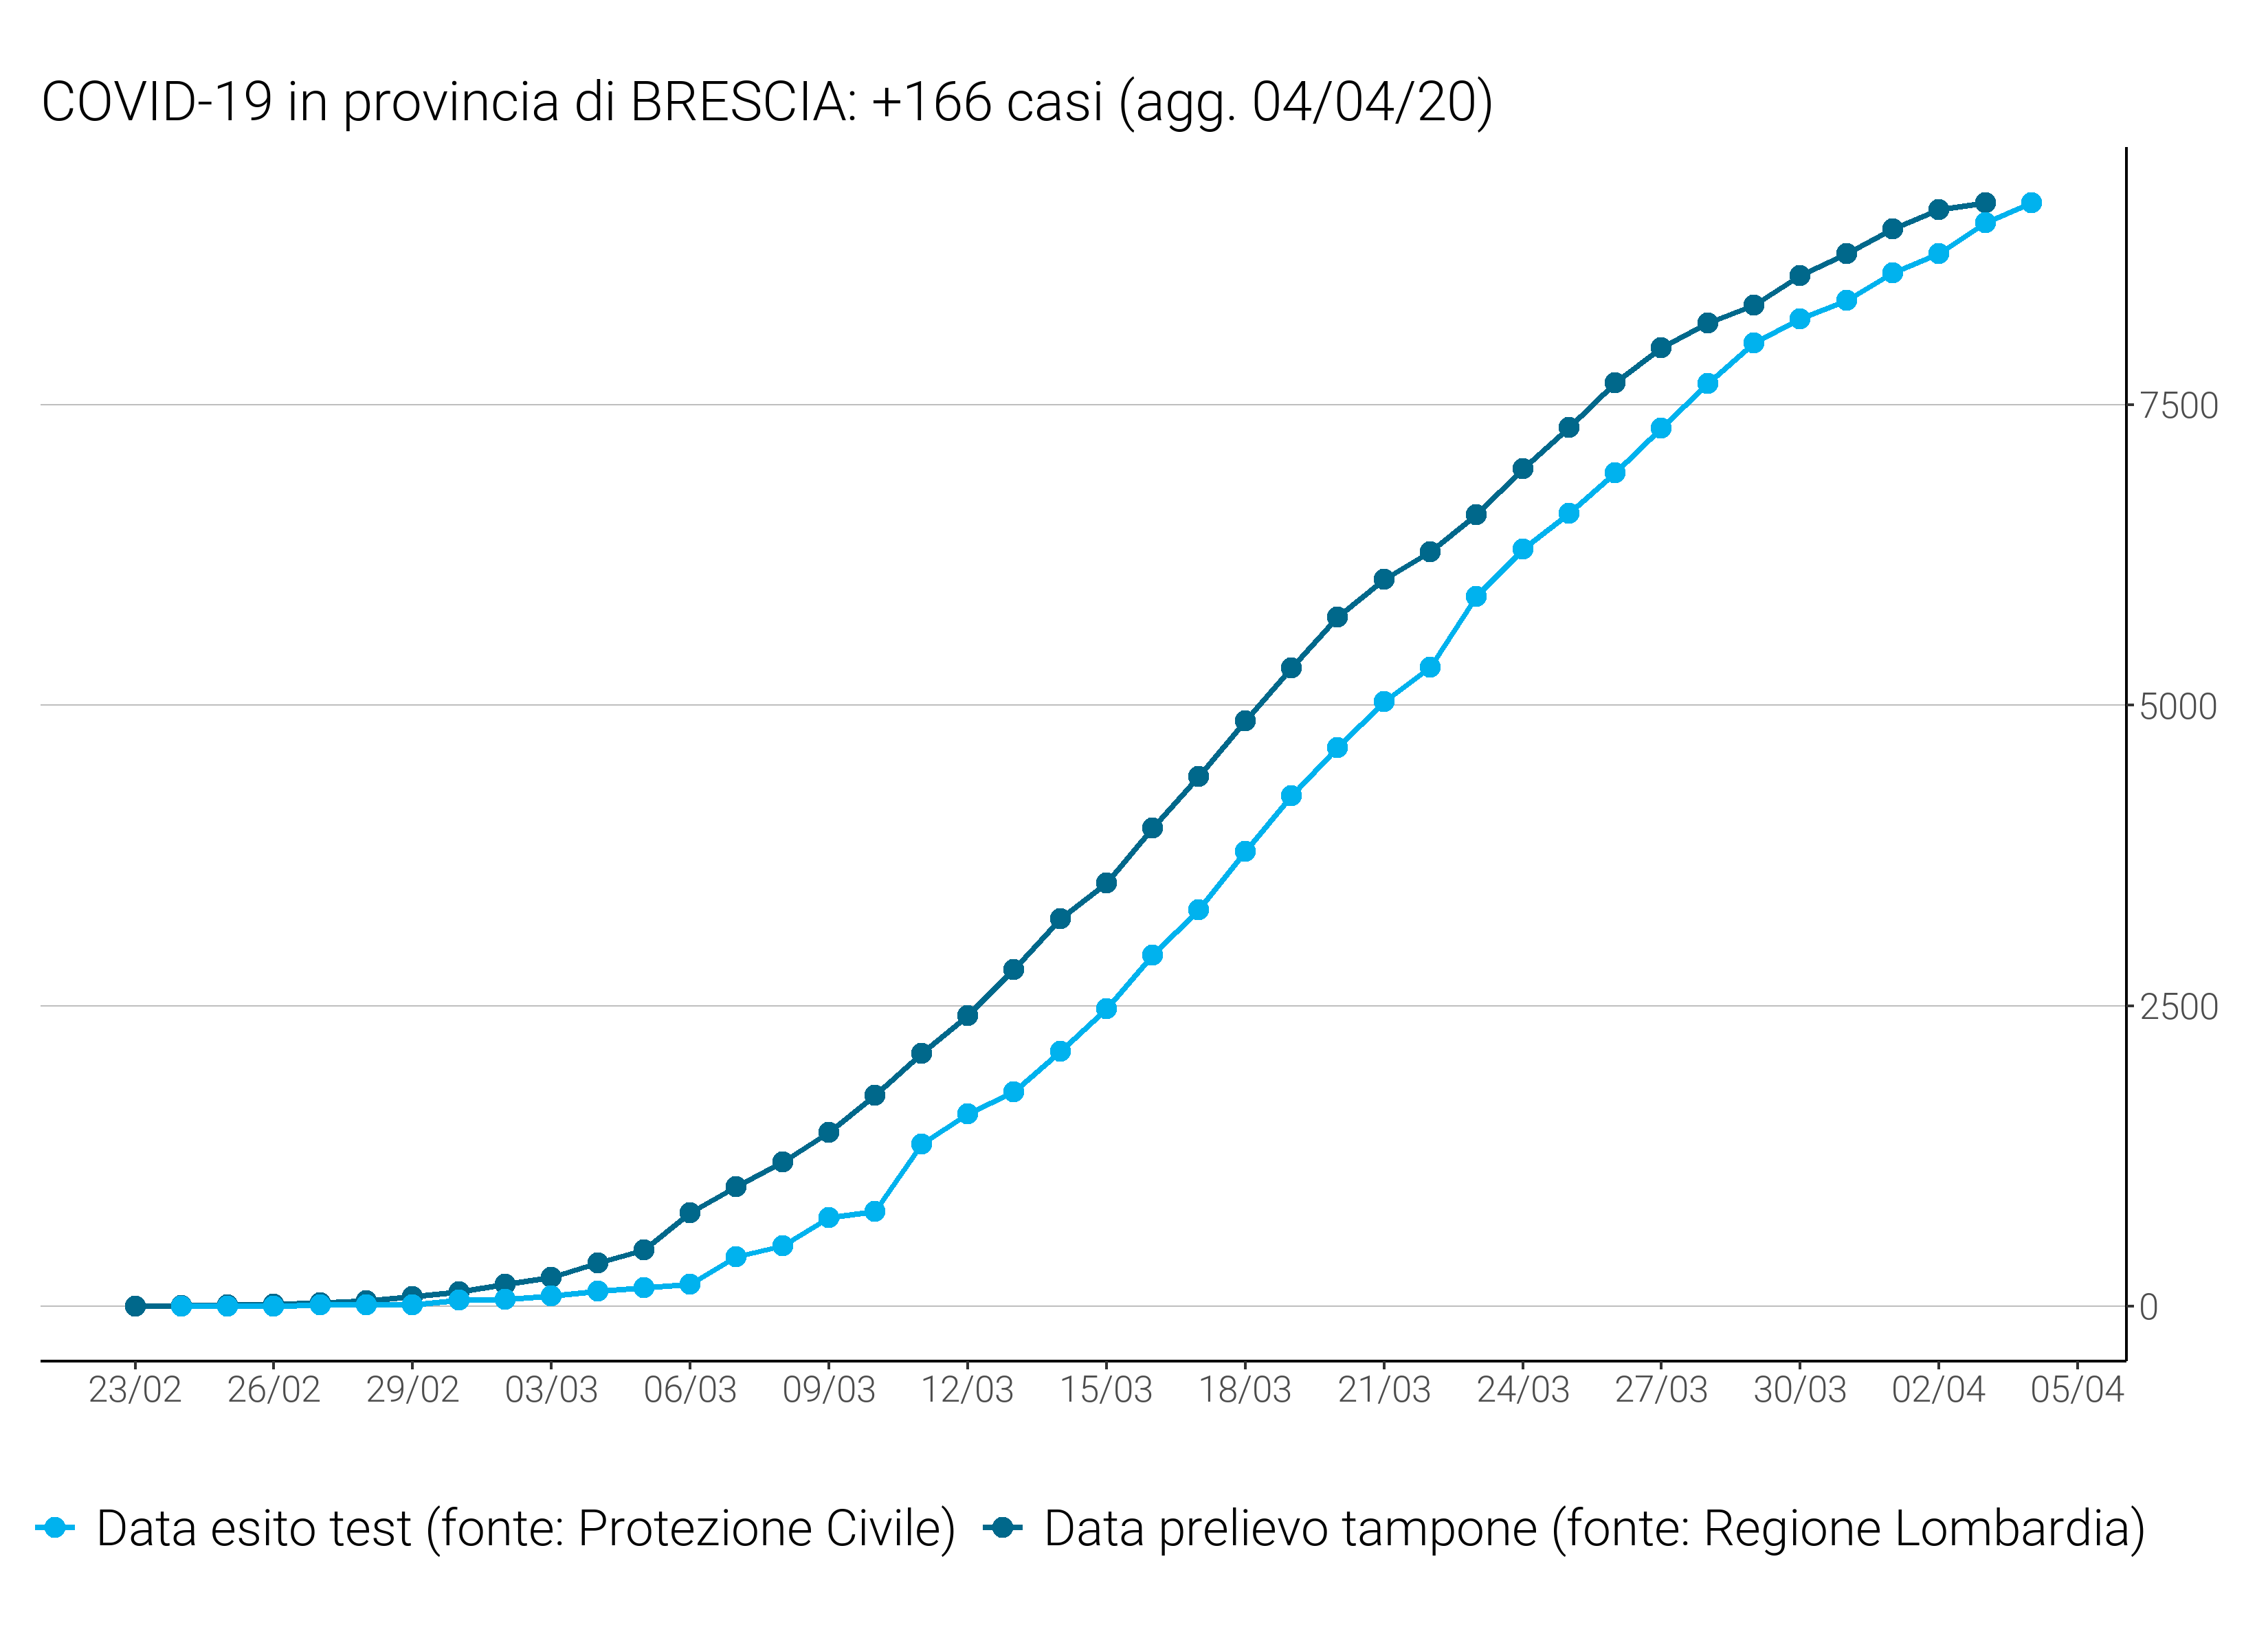 COVID-19 in provincia di BRESCIA: +166 casi (agg. 04/04/20)
7500
5000
2500
0
23/02 26/02 29/02 03/03 06/03 09/03 12/03 15/03 18/03 21/03 24/03 27/03 30/03 02/04 05/04
Data esito test (fonte: Protezione Civile) Data prelievo tampone (fonte: Regione Lombardia)